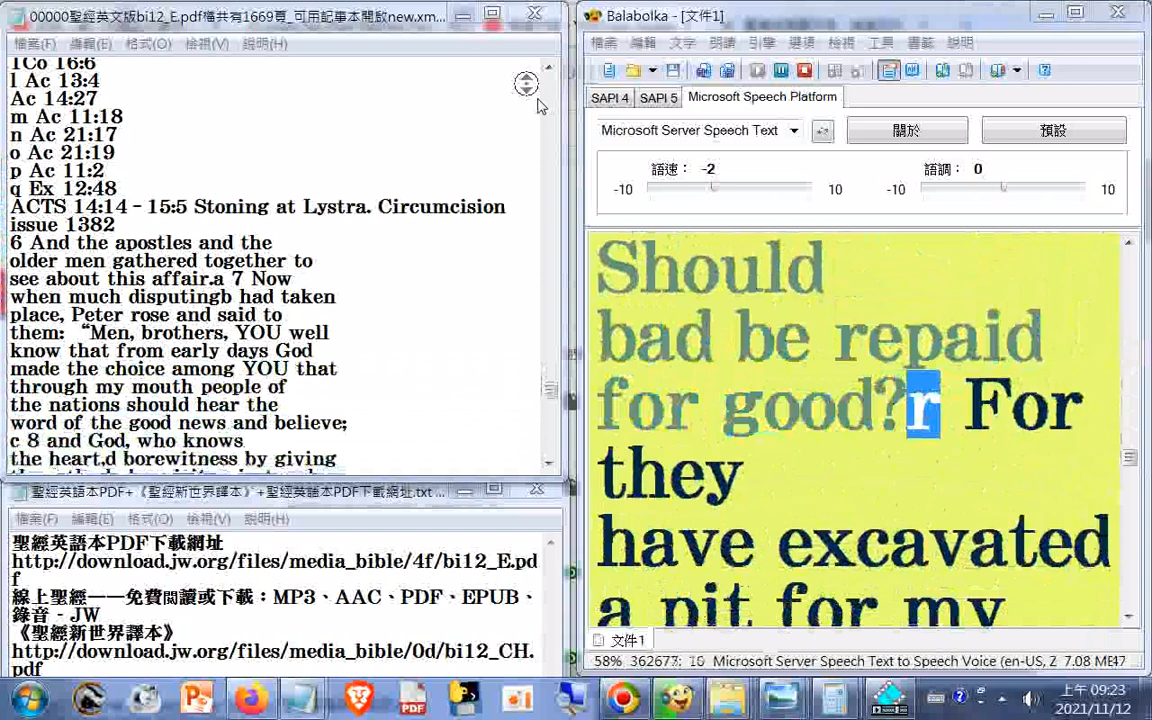 00000聖經英文版bi12_E.pdf檔共有1669頁_可用記事本開啟new.xm...
檔案(F) 編輯(E) 格式(O) 檢視(V) 說明(H)
1Co 16:6
l Ac 13:4
Ac 14:27
m Ac 11:18
n Ac 21:17
o Ac 21:19
p Ac 11:2
q Ex 12:48
ACTS 14:14–15:5 Stoning at Lystra. Circumcision
issue 1382
6 And the apostles and the
older men gathered together to
see about this affair.a 7 Now
when much disputingb had taken
place, Peter rose and said to
them: “Men, brothers, YOU well
know that from early days God
made the choice among YOU that
through my mouth people of
the nations should hear the
word of the good news and believe;
c 8 and God, who knows
the heart,d borewitness by giving
聖經英語本PDF+《聖經新世界譯本》+聖經英語本PDF下載網址.txt ...
檔案(F) 編輯(E) 格式(O) 檢視(V) 說明(H)
聖經英語本PDF下載網址
http://download.jw.org/files/media_bible/4f/bi12_E.pd
f
線上聖經——免費閱讀或下載：MP3、AAC、PDF、EPUB、
錄音 - JW
《聖經新世界譯本》
http://download.jw.org/files/media_bible/0d/bi12_CH.
pdf
Balabolka - [文件1]
檔案 編輯 文字 朗讀 引擎 選項 檢視 工具 書籤 說明
SAPI 4 SAPI 5 Microsoft Speech Platform
Microsoft Server Speech Text 關於 預設
語速： -2 語調： 0
-10 10 -10 10
Should
bad be repaid
for good?r For
they
have excavated
a pit for my
文件1
58% 362677: 10 Microsoft Server Speech Text to Speech Voice (en-US, Z 7.08 MB
上午 09:23
2021/11/12